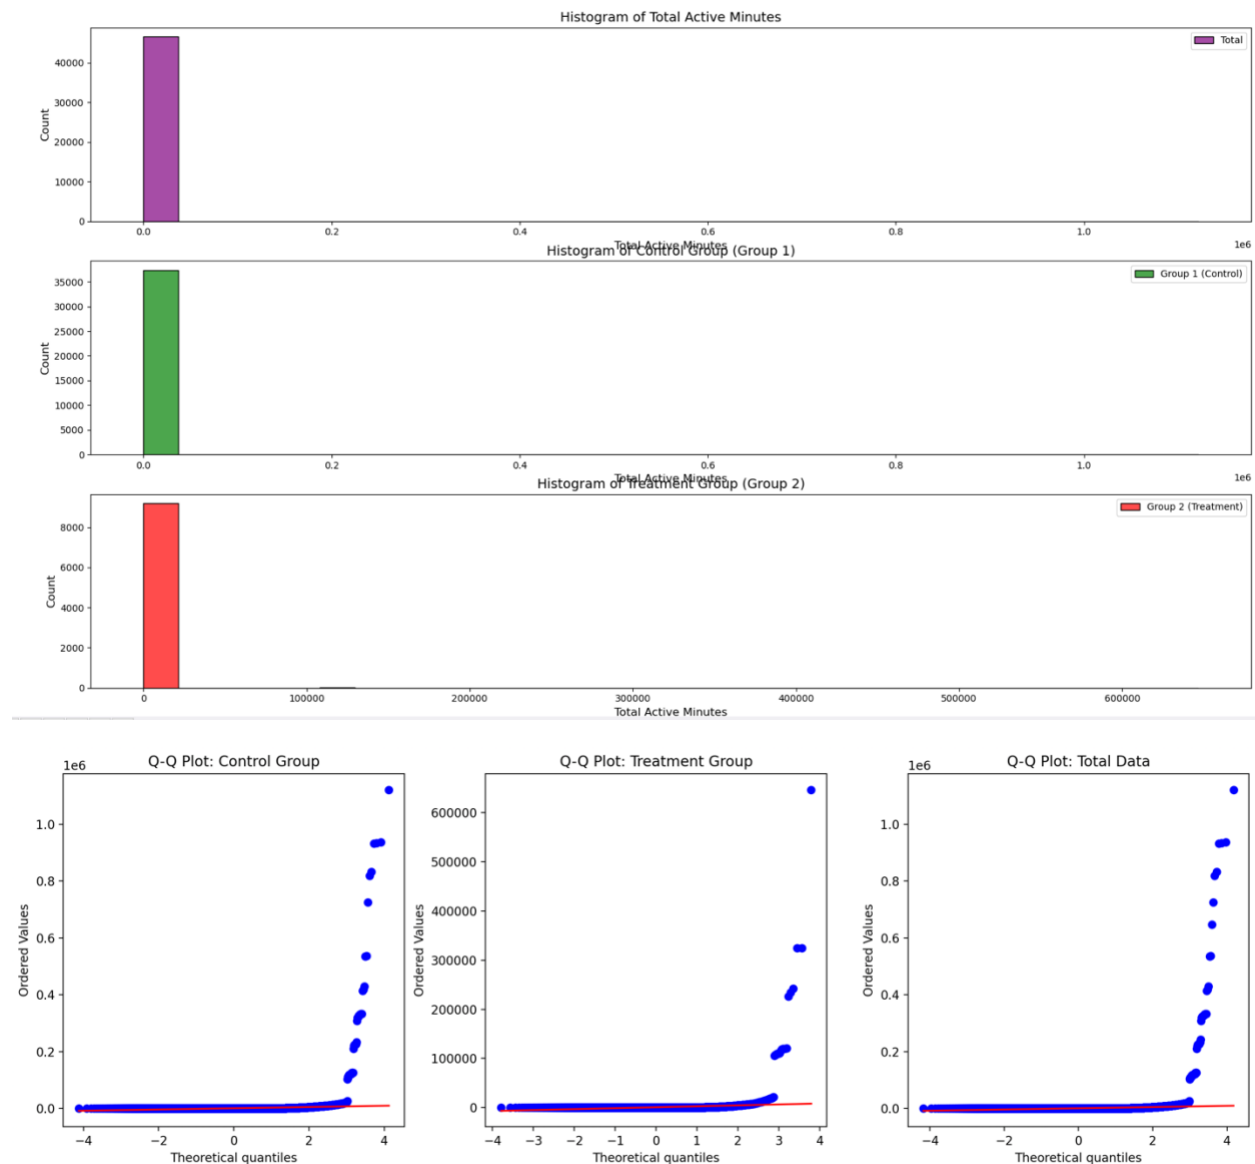 Histogram of Total Active Minutes
Total
Count
40000
30000
20000
10000
0
0.0 0.2 0.4 0.6 0.8 1.0
1e6
Total Active Minutes
Histogram of Control Group (Group 1)
Group 1 (Control)
Count
35000
30000
25000
20000
15000
10000
5000
0
0.0 0.2 0.4 0.6 0.8 1.0
1e6
Total Active Minutes
Histogram of Treatment Group (Group 2)
Group 2 (Treatment)
Count
8000
6000
4000
2000
0
0 100000 200000 300000 400000 500000 600000
Total Active Minutes
Q-Q Plot: Control Group
1e6
Ordered Values
1.0
0.8
0.6
0.4
0.2
0.0
−4 −2 0 2 4
Theoretical quantiles
Q-Q Plot: Treatment Group
Ordered Values
600000
500000
400000
300000
200000
100000
0
−4 −3 −2 −1 0 1 2 3 4
Theoretical quantiles
Q-Q Plot: Total Data
1e6
Ordered Values
1.0
0.8
0.6
0.4
0.2
0.0
−4 −2 0 2 4
Theoretical quantiles